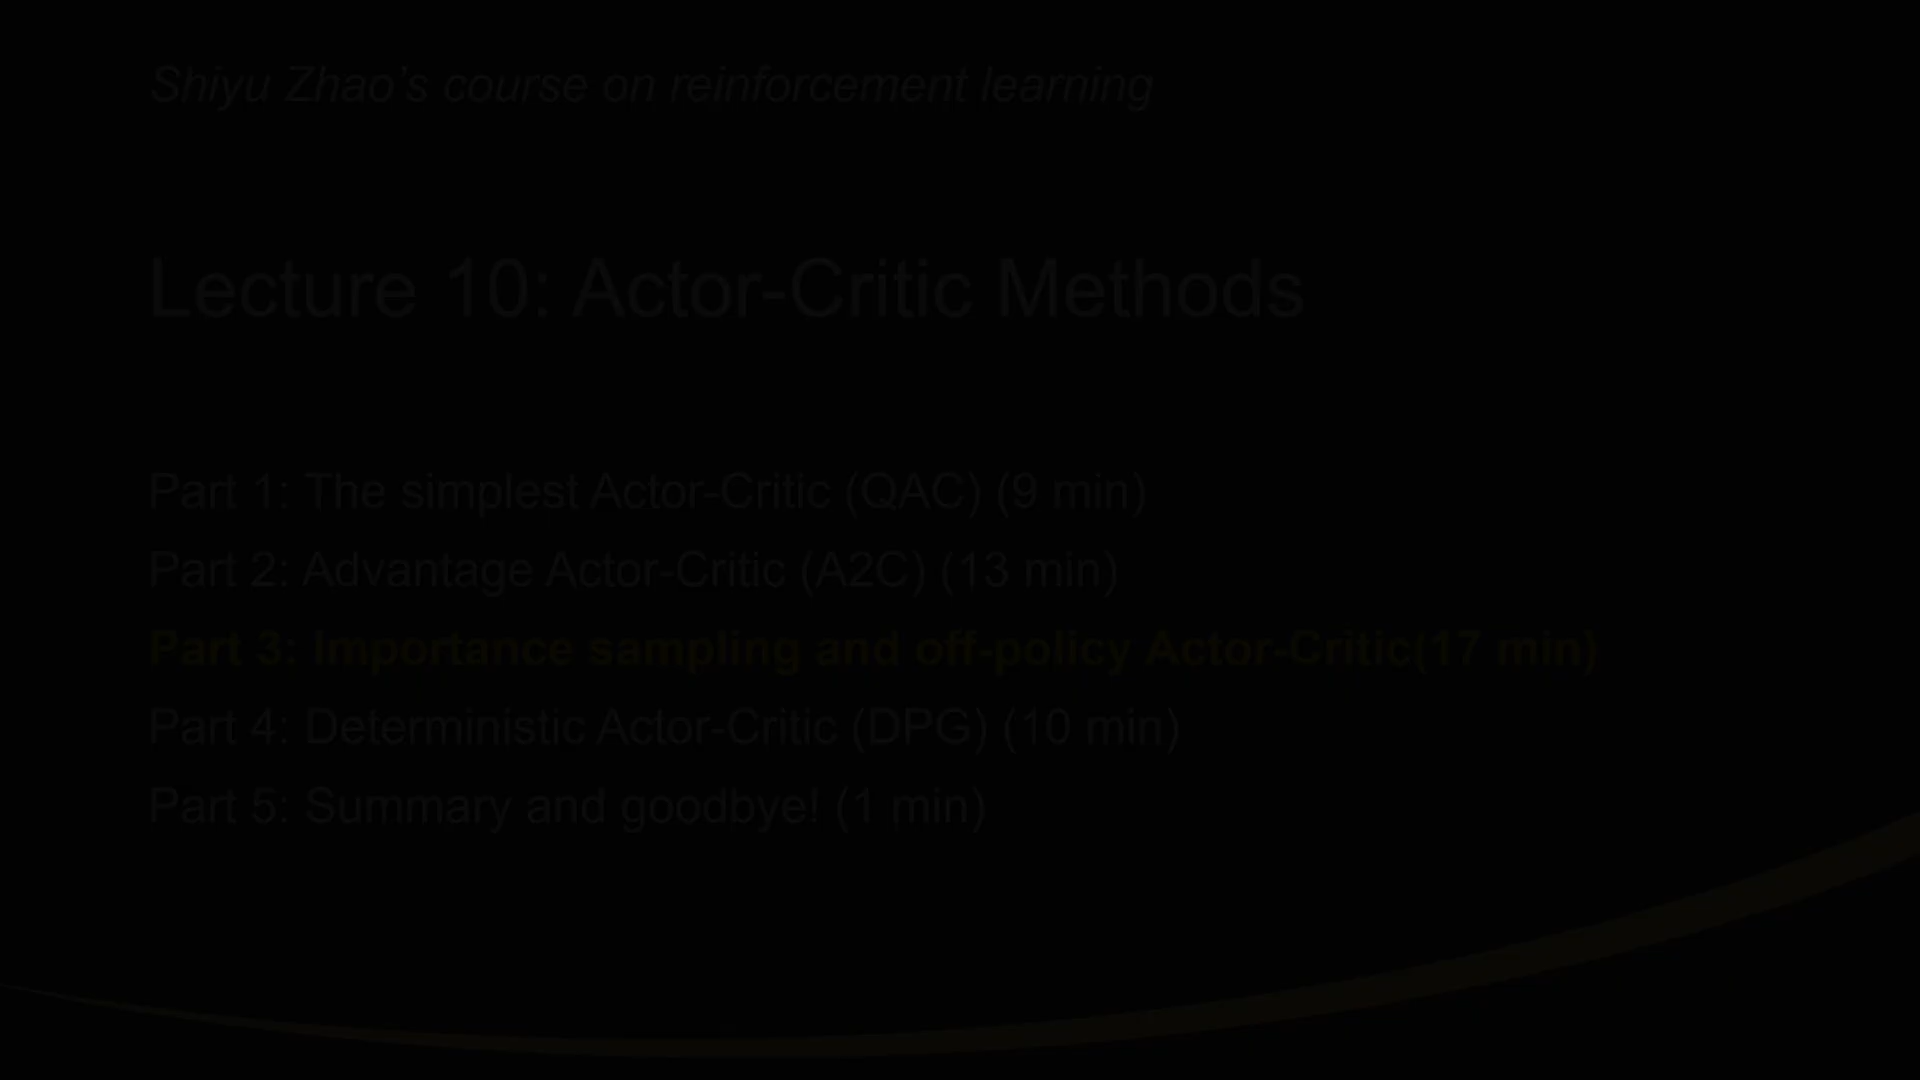 Shiyu Zhao’s course on reinforcement learning
Lecture 10: Actor-Critic Methods
Part 1: The simplest Actor-Critic (QAC) (9 min)
Part 2: Advantage Actor-Critic (A2C) (13 min)
Part 3: Importance sampling and off-policy Actor-Critic(17 min)
Part 4: Deterministic Actor-Critic (DPG) (10 min)
Part 5: Summary and goodbye! (1 min)